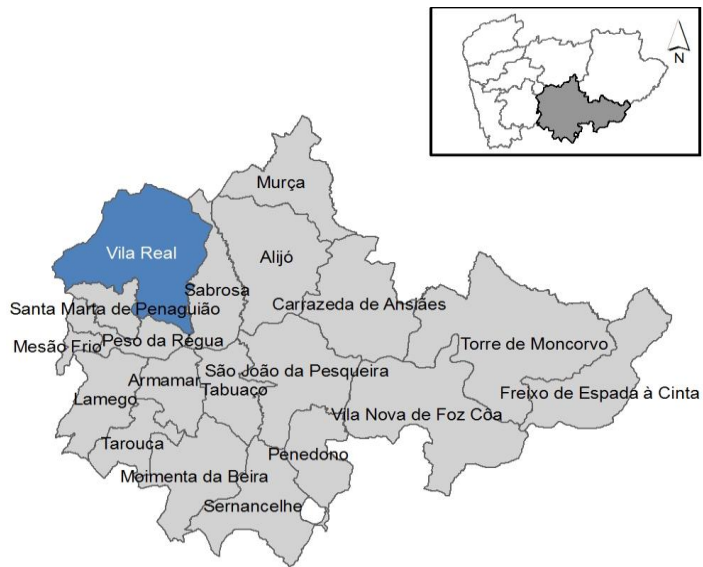 N
Murça
Vila Real
Alijó
Sabrosa
Carrazeda de Ansiães
Santa Marta de Penaguião
Peso da Régua
Mesão Frio
Torre de Moncorvo
São João da Pesqueira
Armamar
Tabuaço
Freixo de Espada à Cinta
Lamego
Vila Nova de Foz Côa
Tarouca
Penedono
Moimenta da Beira
Sernancelhe